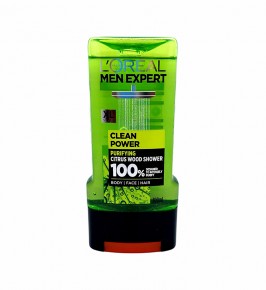 L'ORÉAL
MEN EXPERT
CLEAN
POWER
PURIFYING
CITRUS WOOD SHOWER
100%
BODY | FACE | HAIR